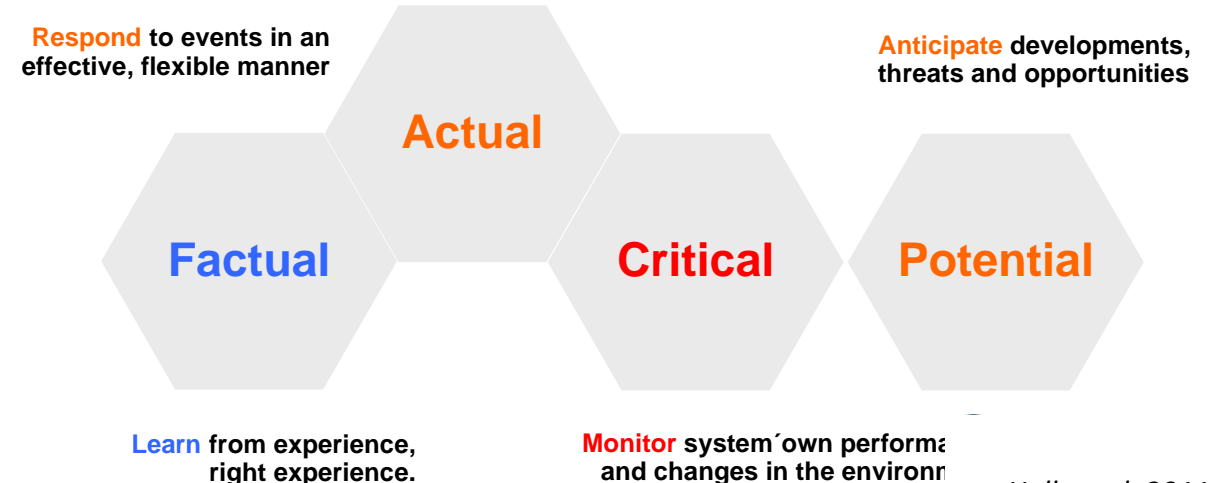 Respond to events in an
effective, flexible manner
Anticipate developments,
threats and opportunities
Actual
Factual
Critical
Potential
Learn from experience,
right experience.
Monitor system´own performa
and changes in the environm